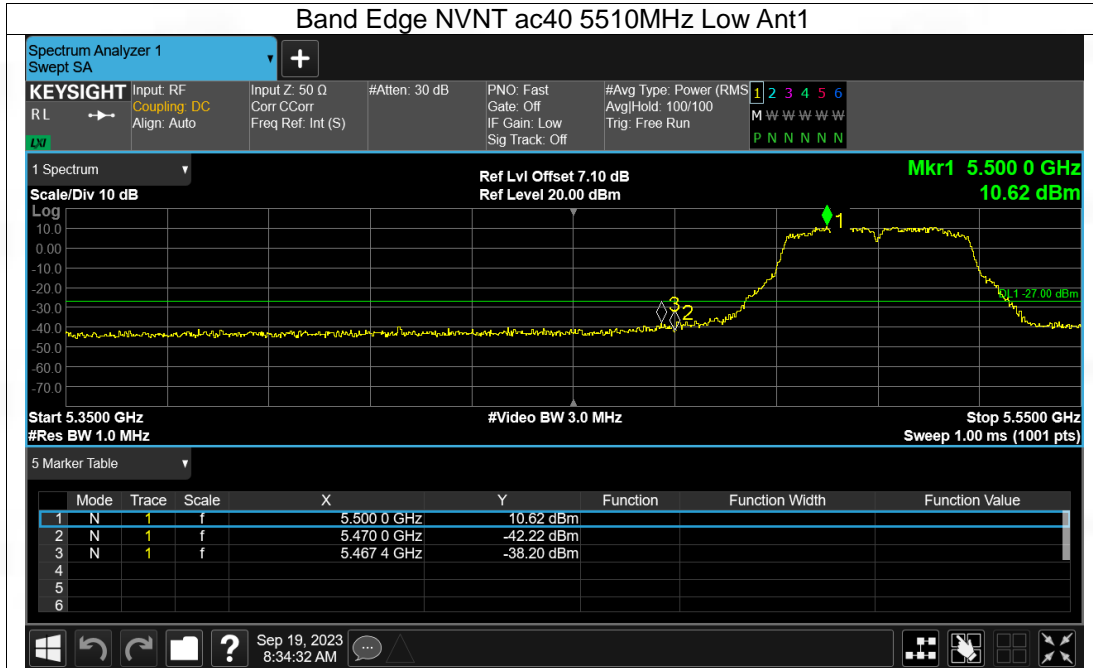 Band Edge NVNT ac40 5510MHz Low Ant1
Spectrum Analyzer 1
Swept SA
+
KEYSIGHT
RL
LXI
Input: RF
Coupling: DC
Align: Auto
Input Z: 50 Ω
Corr CCorr
Freq Ref: Int (S)
#Atten: 30 dB
PNO: Fast
Gate: Off
IF Gain: Low
Sig Track: Off
#Avg Type: Power (RMS
Avg|Hold: 100/100
Trig: Free Run
1 2 3 4 5 6
M W W W W W
P N N N N N
1 Spectrum
Scale/Div 10 dB
Ref Lvl Offset 7.10 dB
Ref Level 20.00 dBm
Mkr1 5.500 0 GHz
10.62 dBm
Log
10.0
0.00
-10.0
-20.0
-30.0
-40.0
-50.0
-60.0
-70.0
1
3
2
DL1 -27.00 dBm
Start 5.3500 GHz
#Video BW 3.0 MHz
Stop 5.5500 GHz
#Res BW 1.0 MHz
Sweep 1.00 ms (1001 pts)
5 Marker Table
Mode Trace Scale X Y Function Function Width Function Value
1 N 1 f 5.500 0 GHz 10.62 dBm
2 N 1 f 5.470 0 GHz -42.22 dBm
3 N 1 f 5.467 4 GHz -38.20 dBm
4
5
6
?
Sep 19, 2023
8:34:32 AM